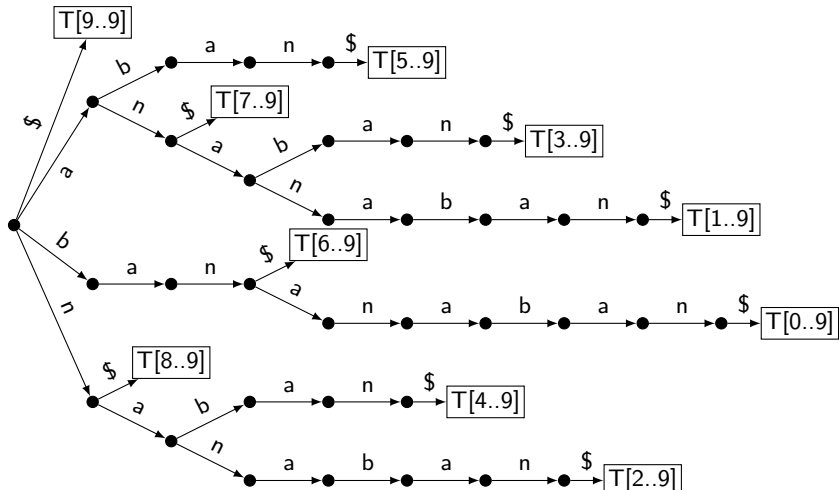 T[9..9]
b a n $ T[5..9]
$
a
n
$ T[7..9]
a
b a n $ T[3..9]
n a b a n $ T[1..9]
b a n
$ T[6..9]
a n a b a n $ T[0..9]
n
$ T[8..9]
a
b a n $ T[4..9]
n a b a n $ T[2..9]